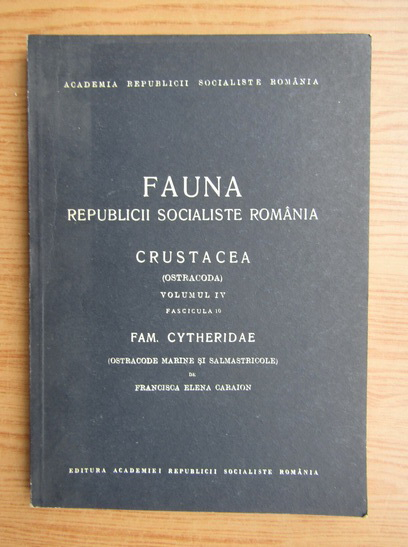 ACADEMIA REPUBLICII SOCIALISTE ROMÂNIA
FAUNA
REPUBLICII SOCIALISTE ROMÂNIA
CRUSTACEA
(OSTRACODA)
VOLUMUL IV
FASCICULA 10
FAM. CYTHERIDAE
(OSTRACODE MARINE ȘI SALMASTRICOLE)
DE
FRANCISCA ELENA CARAION
EDITURA ACADEMIEI REPUBLICII SOCIALISTE ROMÂNIA